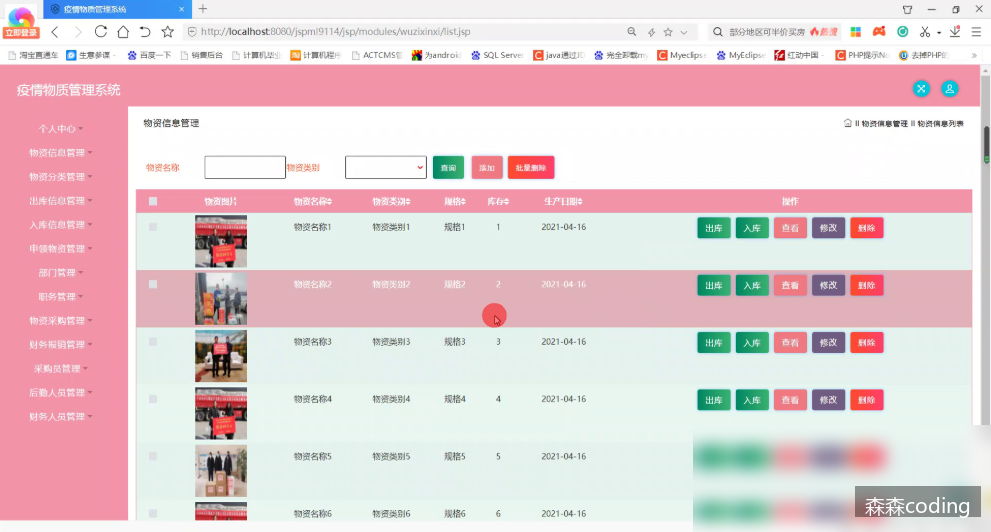 疫情物质管理系统
立即登录
http://localhost:8080/jspmi9114/jsp/modules/wuzixinxi/list.jsp
部分地区可半价买房
热搜
淘宝直通车 生意参谋 - 百度一下 销售后台 计算机毕业 计算机程序 ACTCMS管 为android SQL Server java通过JD 完全卸载my Myeclips MyEclipse 红动中国 - PHP提示No 去掉PHP的 »
疫情物质管理系统
个人中心
物资信息管理
物资分类管理
出库信息管理
入库信息管理
申领物资管理
部门管理
职务管理
物资采购管理
财务报销管理
采购员管理
后勤人员管理
财务人员管理
物资信息管理
物资信息管理 物资信息列表
物资名称 物资类别 查询 添加 批量删除
物资图片 物资名称 物资类别 规格 库存 生产日期 操作
物资名称1 物资类别1 规格1 1 2021-04-16 出库 入库 查看 修改 删除
物资名称2 物资类别2 规格2 2 2021-04-16 出库 入库 查看 修改 删除
物资名称3 物资类别3 规格3 3 2021-04-16 出库 入库 查看 修改 删除
物资名称4 物资类别4 规格4 4 2021-04-16 出库 入库 查看 修改 删除
物资名称5 物资类别5 规格5 5 2021-04-16
物资名称6 物资类别6 规格6 6 2021-04-16
森森coding